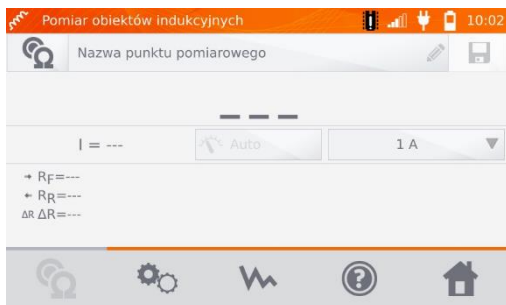 Pomiar obiektów indukcyjnych 10:02
Nazwa punktu pomiarowego
---
I = --- Auto 1 A
RF=---
RR=---
ΔR ΔR=---